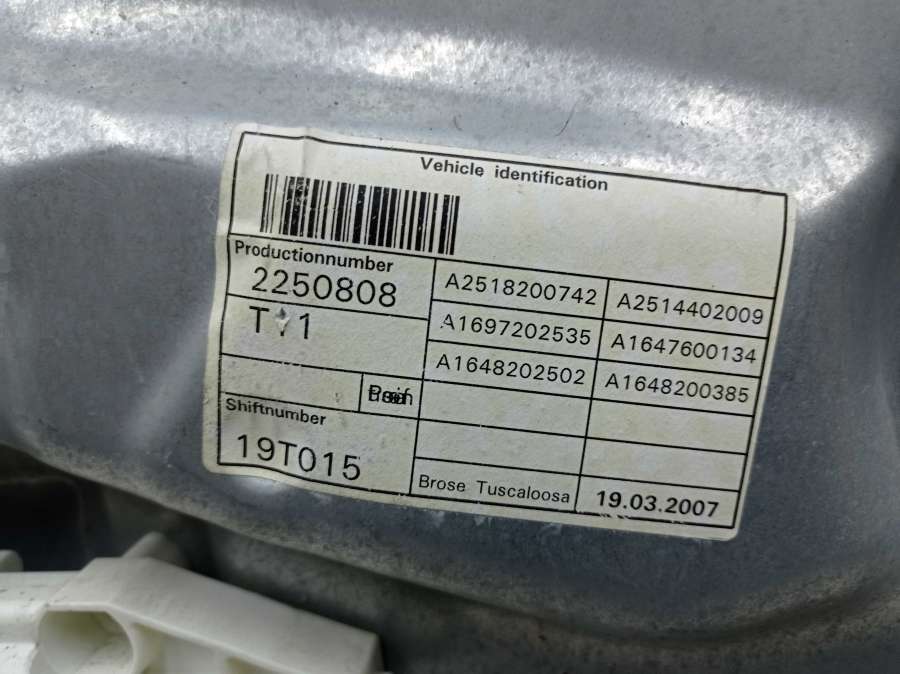 Vehicle identification
Productionnumber
2250808
A2518200742 A2514402009
A1697202535 A1647600134
A1648202502 A1648200385
Shiftnumber
19T015
Brose Tuscaloosa 19.03.2007